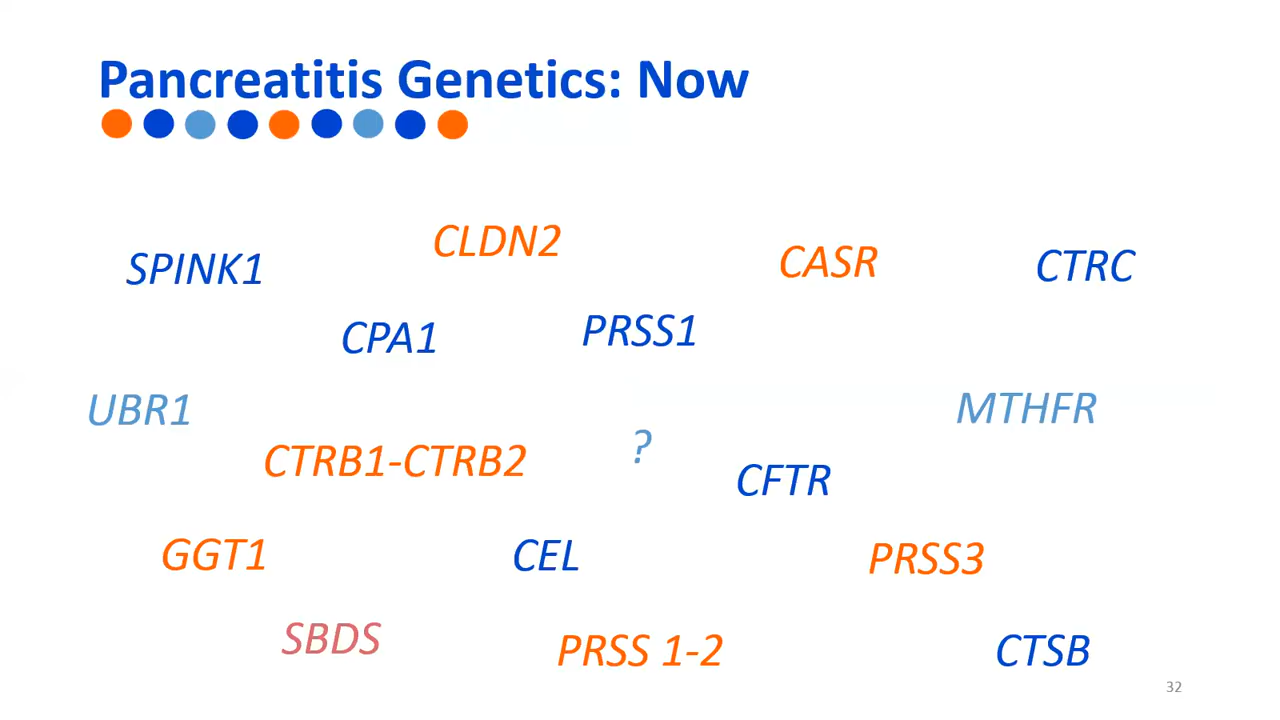 Pancreatitis Genetics: Now
CLDN2
SPINK1
CASR
CTRC
CPA1
PRSS1
UBR1
MTHFR
CTRB1-CTRB2
?
CFTR
GGT1
CEL
PRSS3
SBDS
PRSS 1-2
CTSB
32